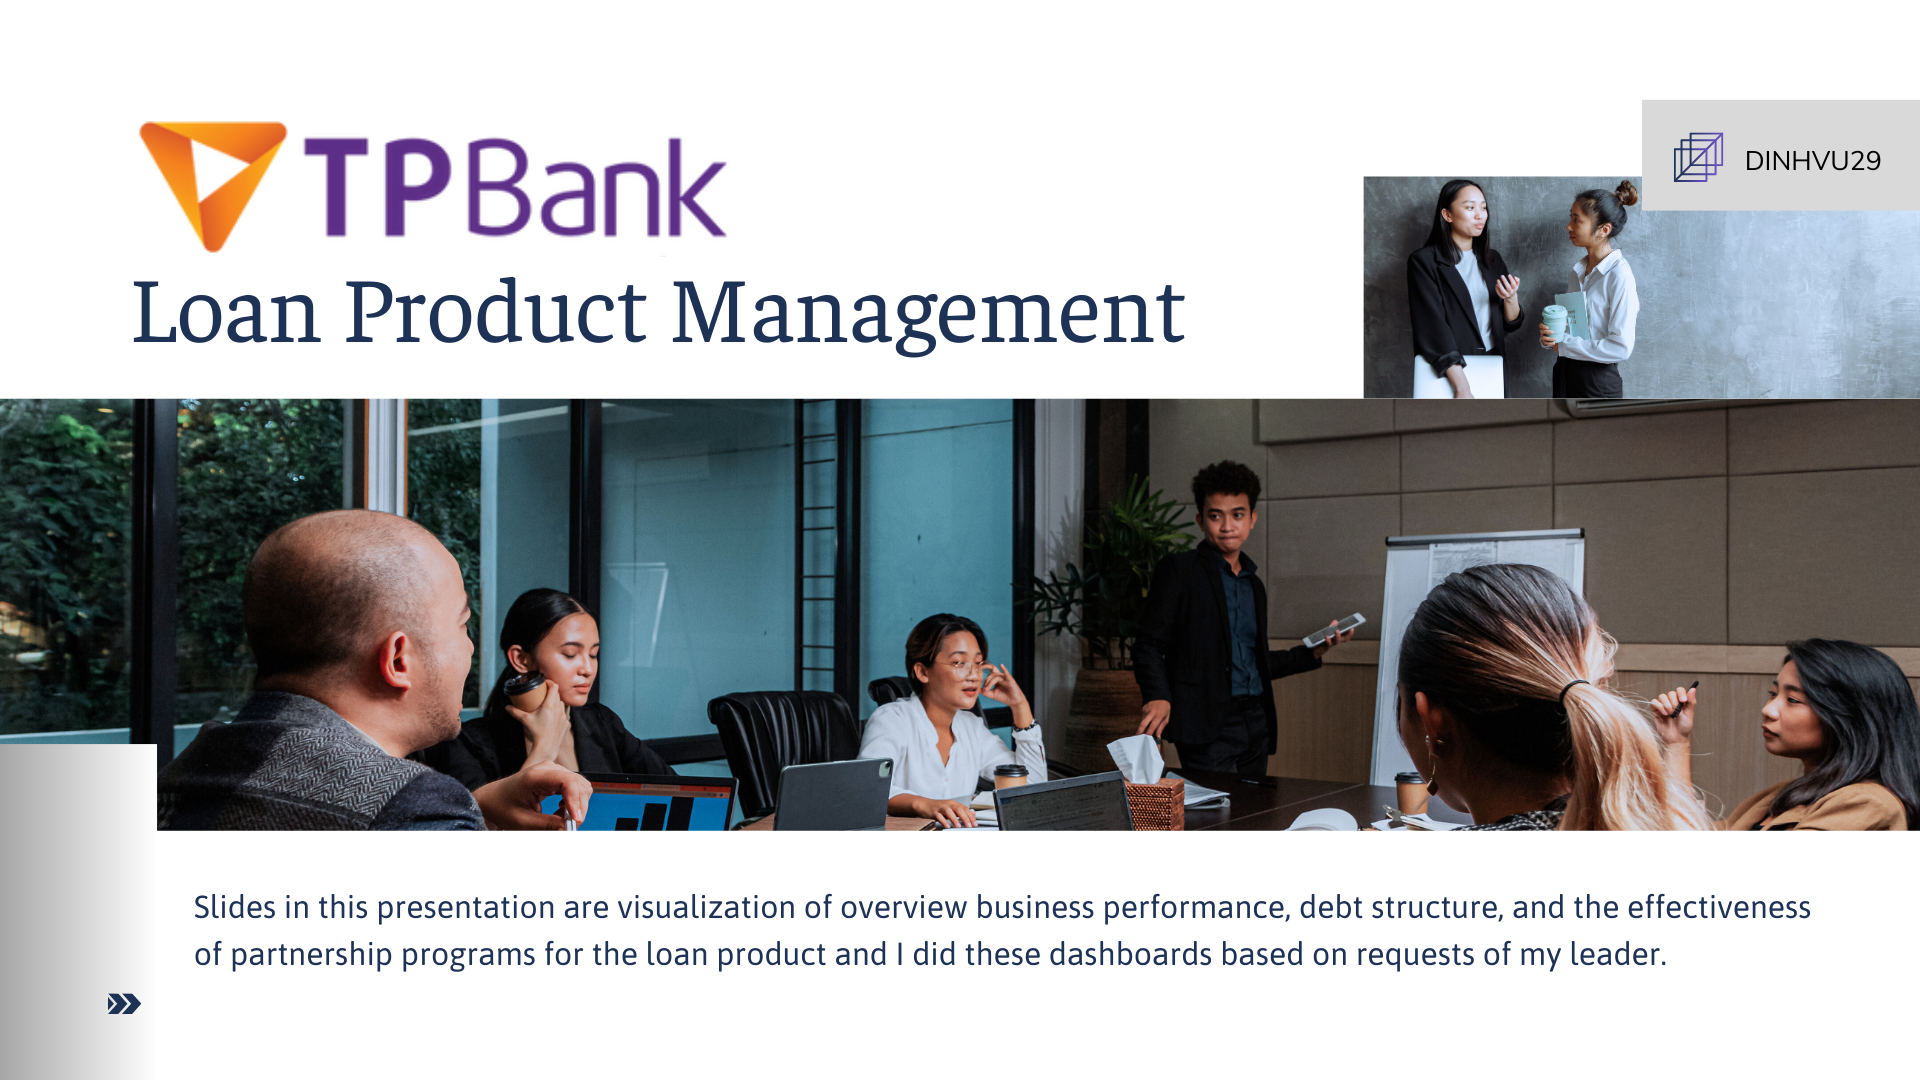 TPBank
DINHVU29
Loan Product Management
Slides in this presentation are visualization of overview business performance, debt structure, and the effectiveness
of partnership programs for the loan product and I did these dashboards based on requests of my leader.